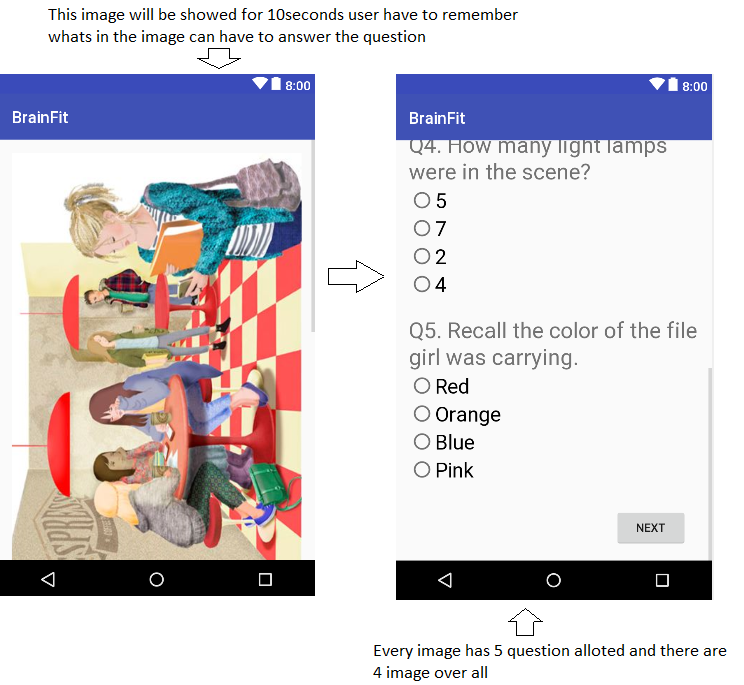 This image will be showed for 10seconds user have to remember
whats in the image can have to answer the question
8:00
BrainFit
ESPRESS
8:00
BrainFit
Q4. How many light lamps
were in the scene?
5
7
2
4
Q5. Recall the color of the file
girl was carrying.
Red
Orange
Blue
Pink
NEXT
Every image has 5 question alloted and there are
4 image over all